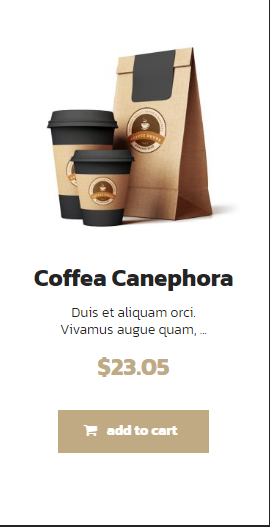 Coffea Canephora
Duis et aliquam orci.
Vivamus augue quam, ...
$23.05
add to cart